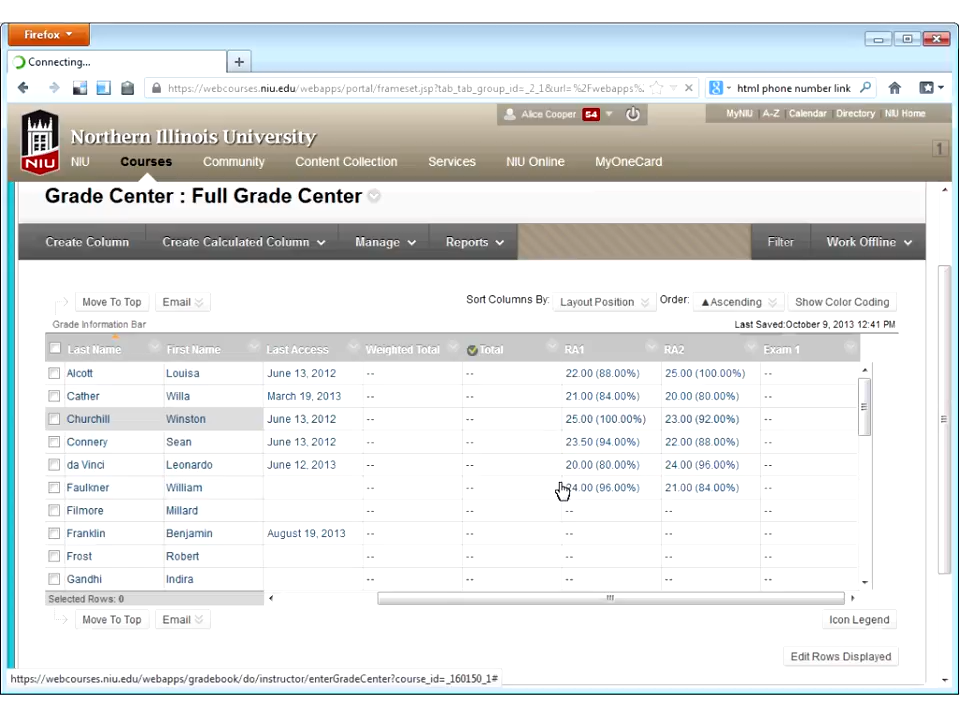 Firefox
Connecting...
https://webcourses.niu.edu/webapps/portal/frameset.jsp?tab_tab_group_id=_2_1&url=%2Fwebapps%
html phone number link
Alice Cooper 54
MyNIU | A-Z | Calendar | Directory | NIU Home
Northern Illinois University
NIU
NIU Courses Community Content Collection Services NIU Online MyOneCard
1
Grade Center : Full Grade Center
Create Column Create Calculated Column Manage Reports Filter Work Offline
Move To Top Email Sort Columns By: Layout Position Order: ▲Ascending Show Color Coding
Grade Information Bar Last Saved:October 9, 2013 12:41 PM
Last Name First Name Last Access Weighted Total Total RA1 RA2 Exam 1
Alcott Louisa June 13, 2012 -- -- 22.00 (88.00%) 25.00 (100.00%) --
Cather Willa March 19, 2013 -- -- 21.00 (84.00%) 20.00 (80.00%) --
Churchill Winston June 13, 2012 -- -- 25.00 (100.00%) 23.00 (92.00%) --
Connery Sean June 13, 2012 -- -- 23.50 (94.00%) 22.00 (88.00%) --
da Vinci Leonardo June 12, 2013 -- -- 20.00 (80.00%) 24.00 (96.00%) --
Faulkner William -- -- 24.00 (96.00%) 21.00 (84.00%) --
Filmore Millard -- -- -- -- --
Franklin Benjamin August 19, 2013 -- -- -- -- --
Frost Robert -- -- -- -- --
Gandhi Indira -- -- -- -- --
Selected Rows: 0
Move To Top Email Icon Legend
Edit Rows Displayed
https://webcourses.niu.edu/webapps/gradebook/do/instructor/enterGradeCenter?course_id=_160150_1#